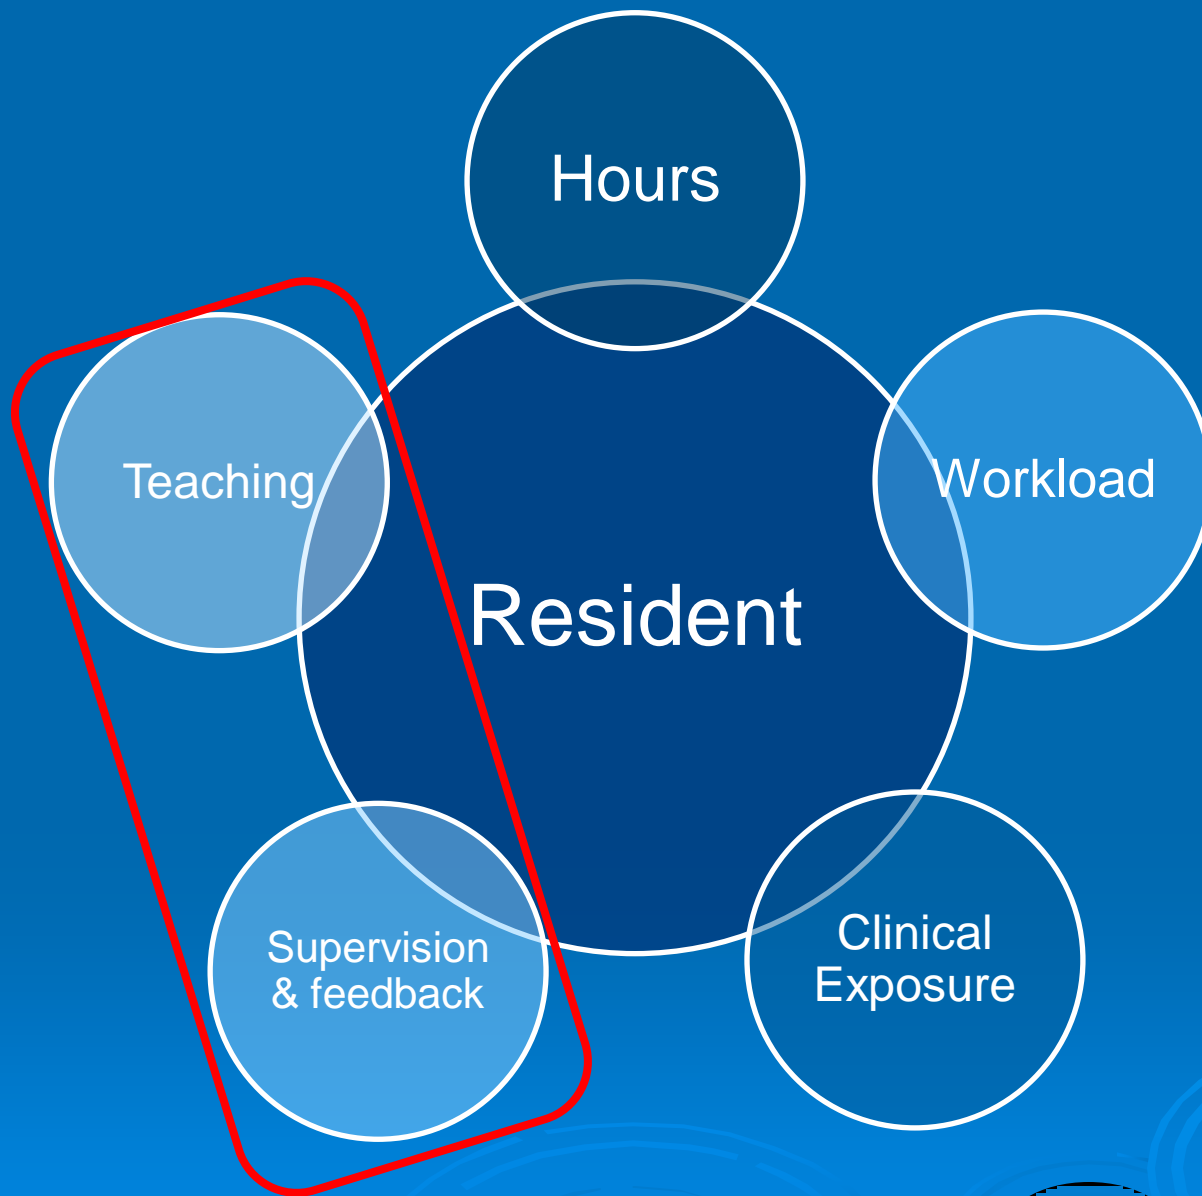 Hours
Teaching
Workload
Resident
Supervision
& feedback
Clinical
Exposure